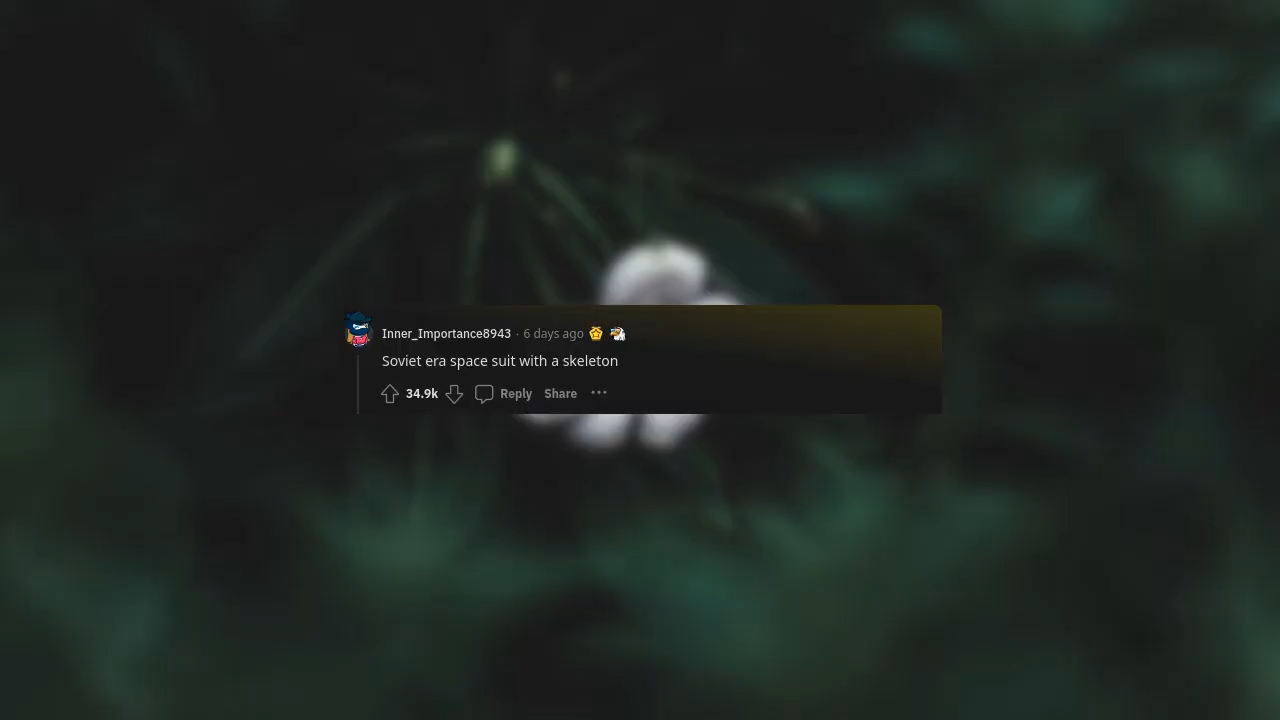 Inner_Importance8943 · 6 days ago
Soviet era space suit with a skeleton
34.9k Reply Share ...